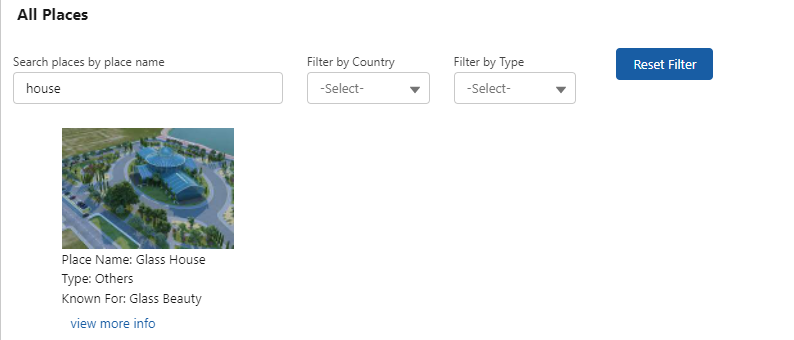 All Places
Search places by place name
Filter by Country
Filter by Type
Reset Filter
house
-Select-
-Select-
Place Name: Glass House
Type: Others
Known For: Glass Beauty
view more info